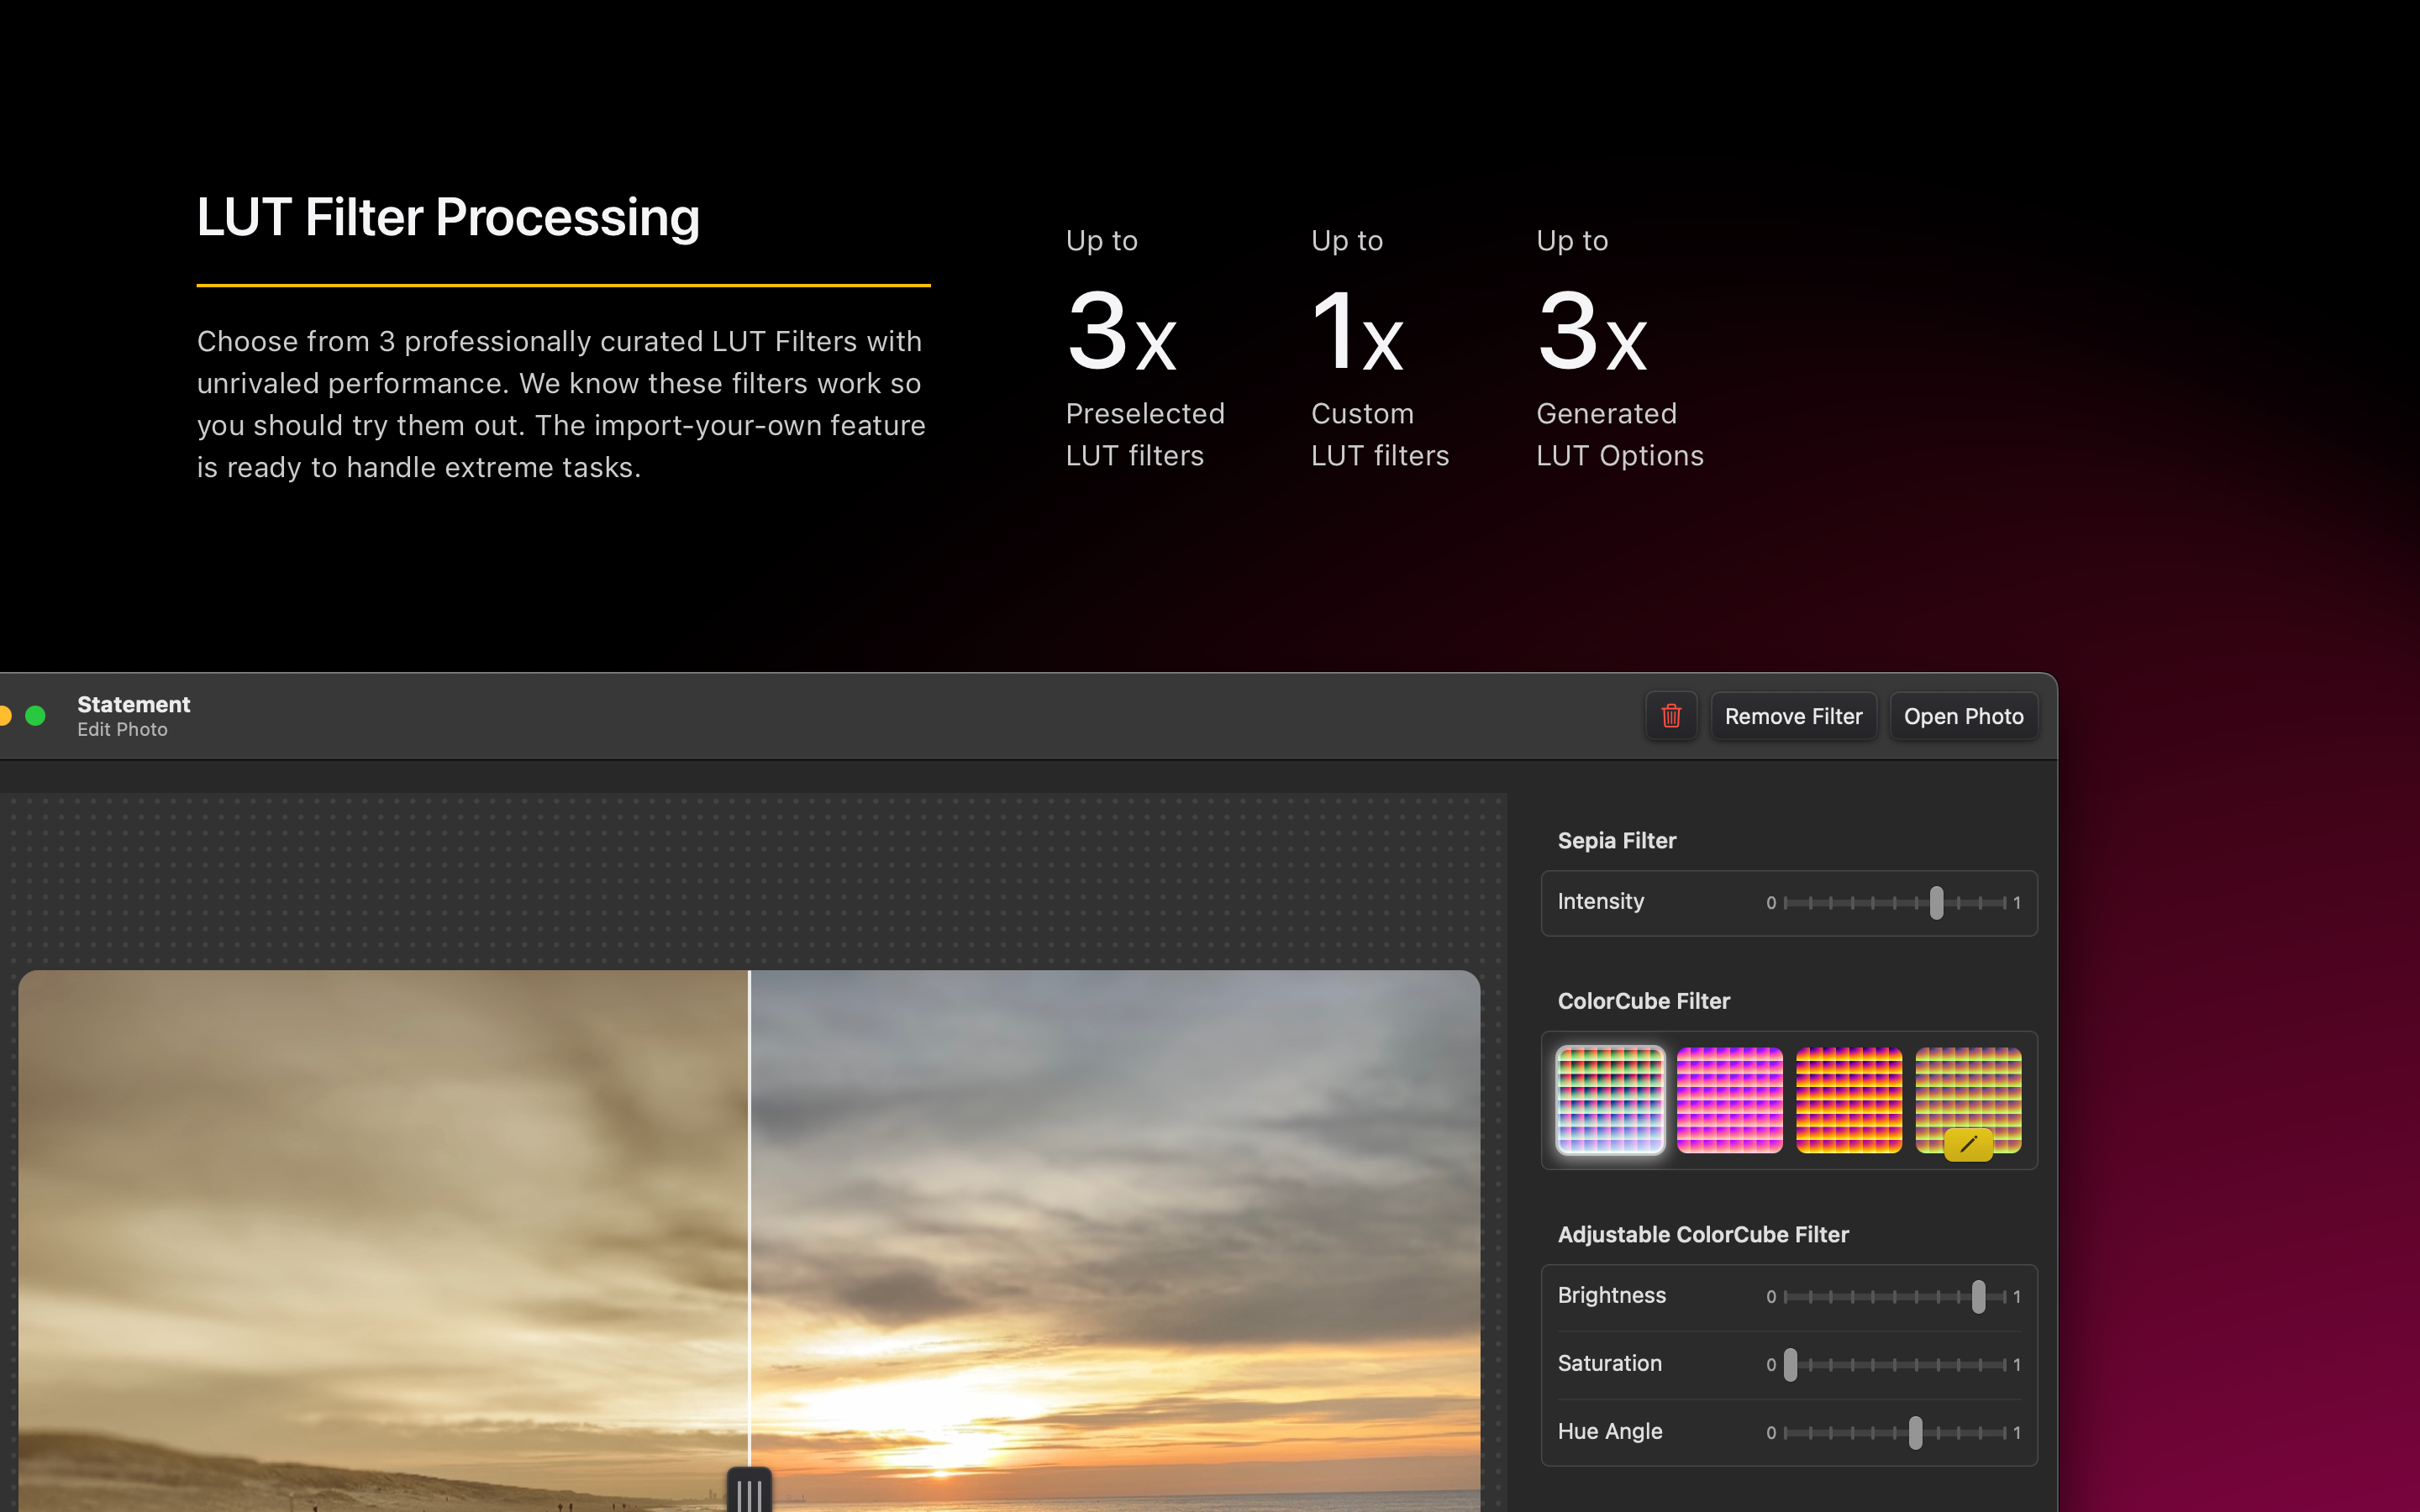 LUT Filter Processing
Choose from 3 professionally curated LUT Filters with
unrivaled performance. We know these filters work so
you should try them out. The import-your-own feature
is ready to handle extreme tasks.
Up to
3x
Preselected
LUT filters
Up to
1x
Custom
LUT filters
Up to
3x
Generated
LUT Options
Statement
Edit Photo
Remove Filter
Open Photo
Sepia Filter
Intensity 0 1
ColorCube Filter
Adjustable ColorCube Filter
Brightness 0 1
Saturation 0 1
Hue Angle 0 1